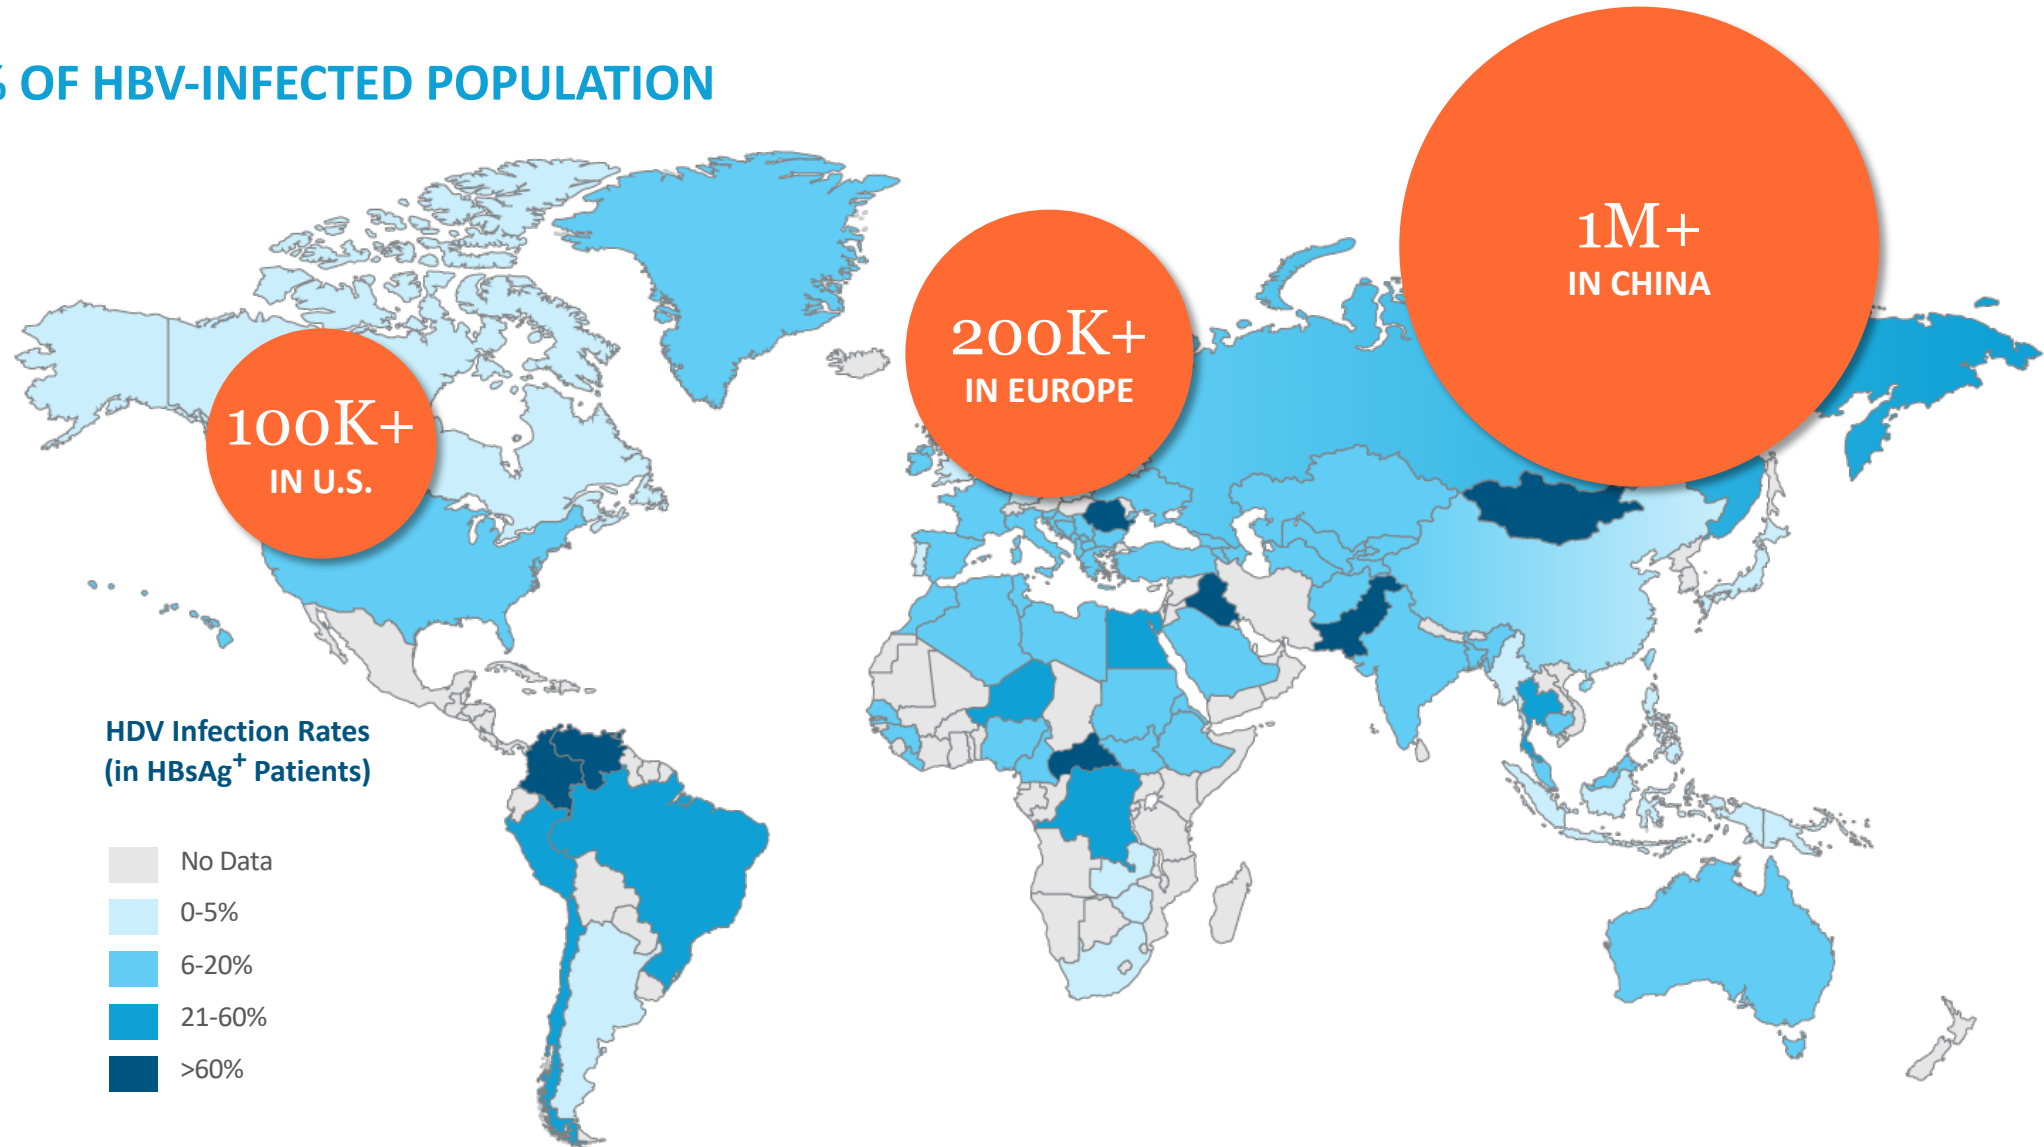 % OF HBV-INFECTED POPULATION
1M+
IN CHINA
200K+
IN EUROPE
100K+
IN U.S.
HDV Infection Rates
(in HBsAg⁺ Patients)
No Data
0-5%
6-20%
21-60%
>60%